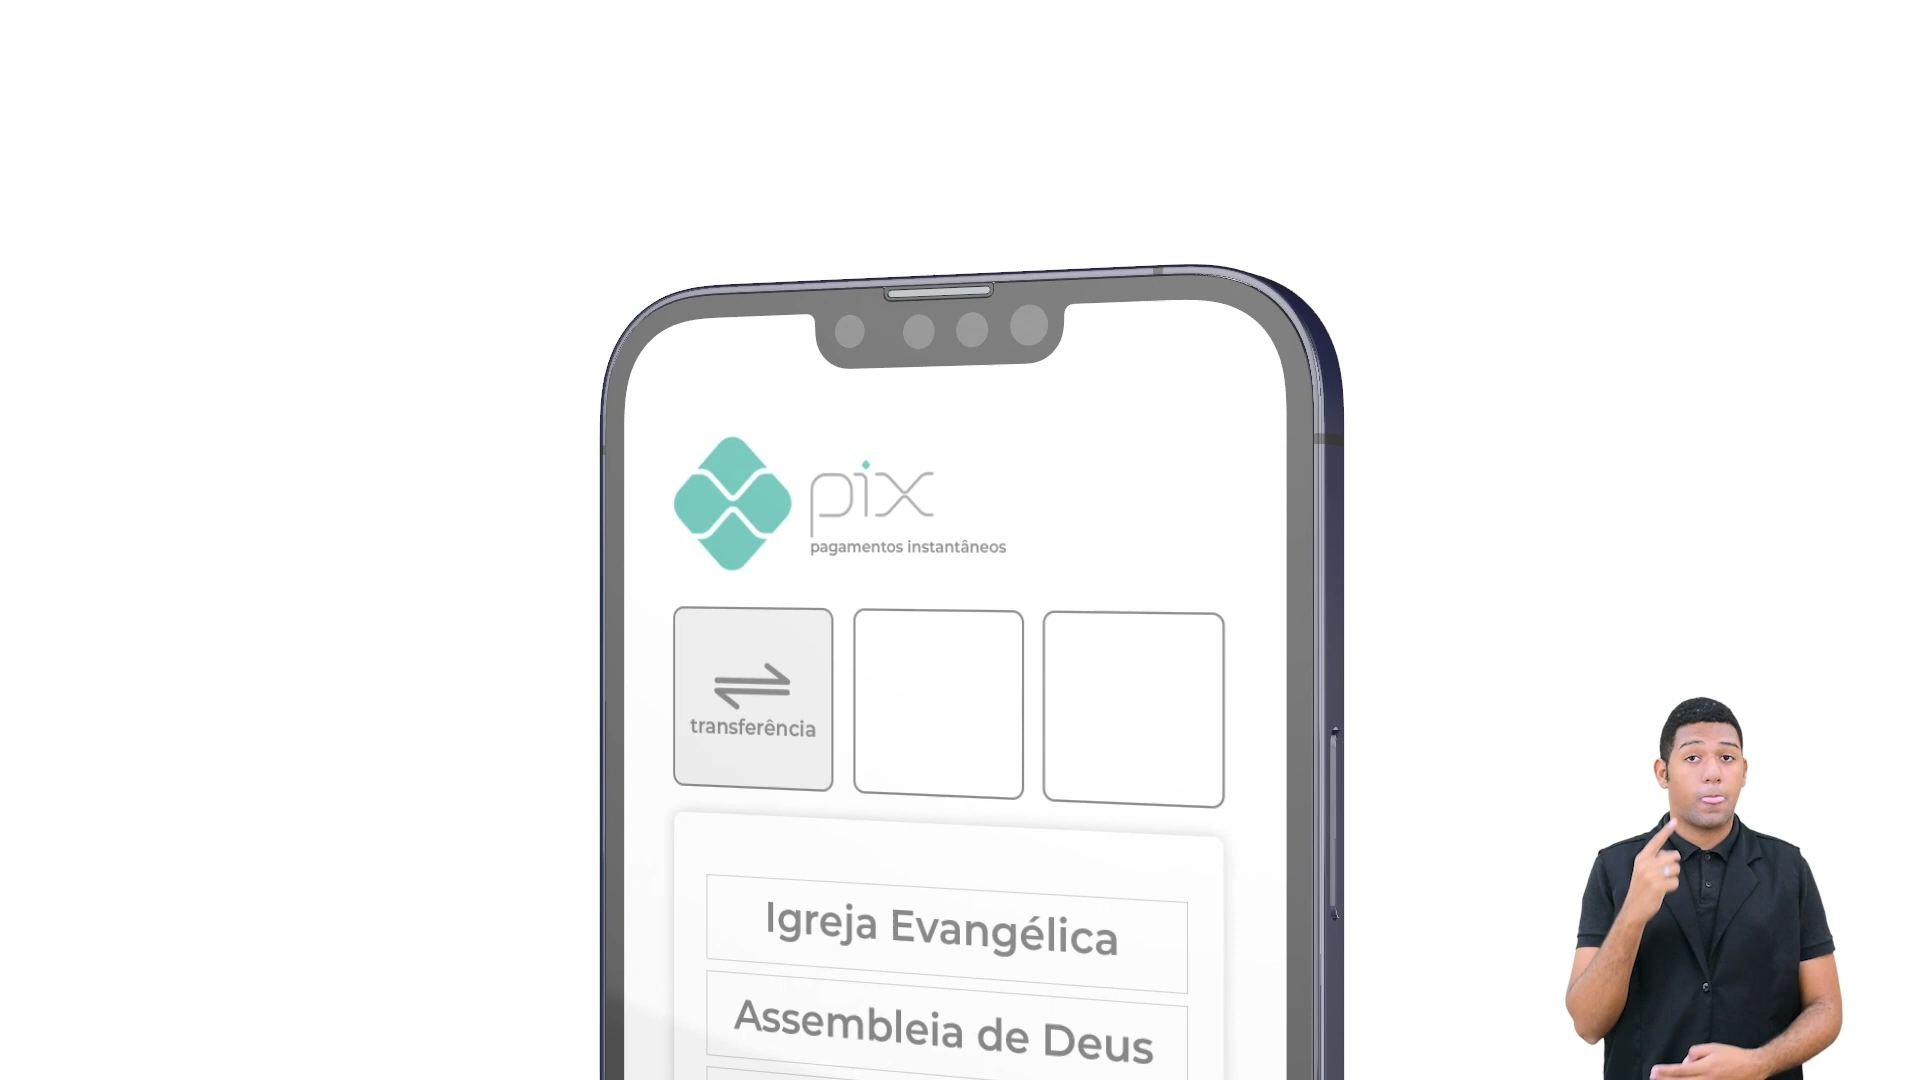 pix
pagamentos instantâneos
transferência
Igreja Evangélica
Assembleia de Deus